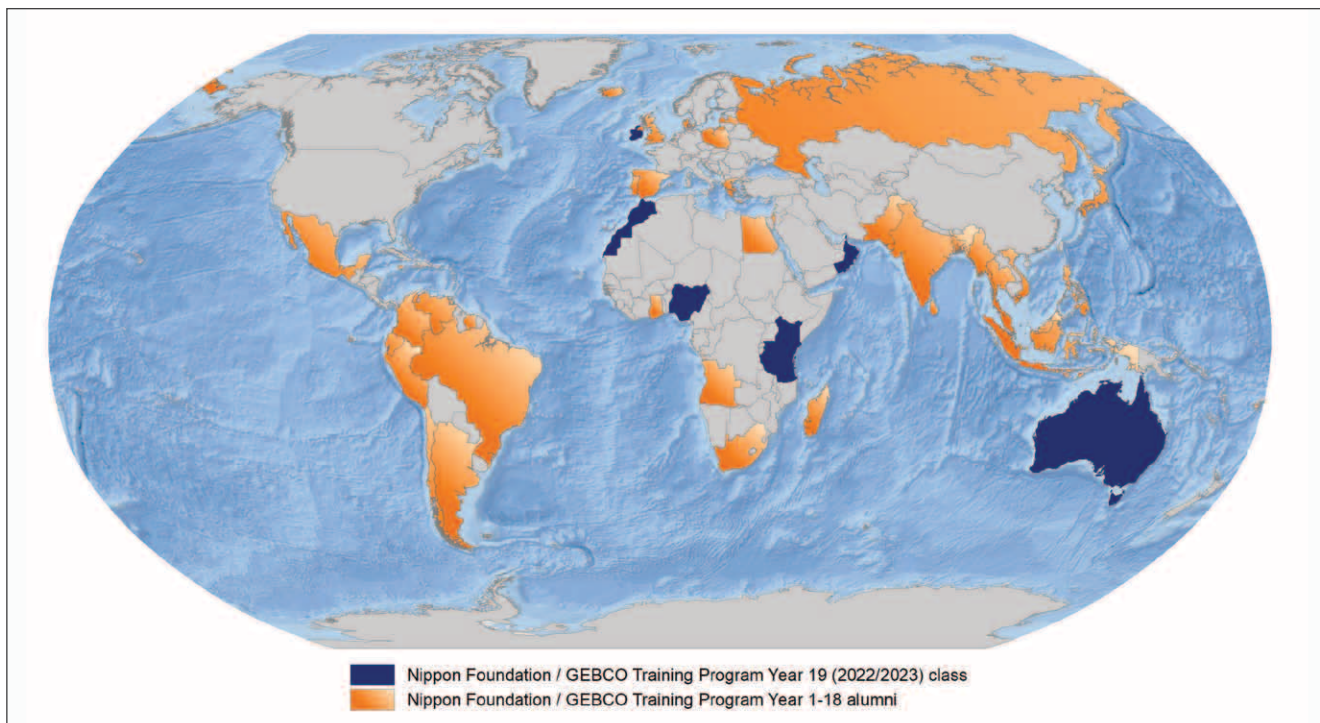 Nippon Foundation / GEBCO Training Program Year 19 (2022/2023) class
Nippon Foundation / GEBCO Training Program Year 1-18 alumni